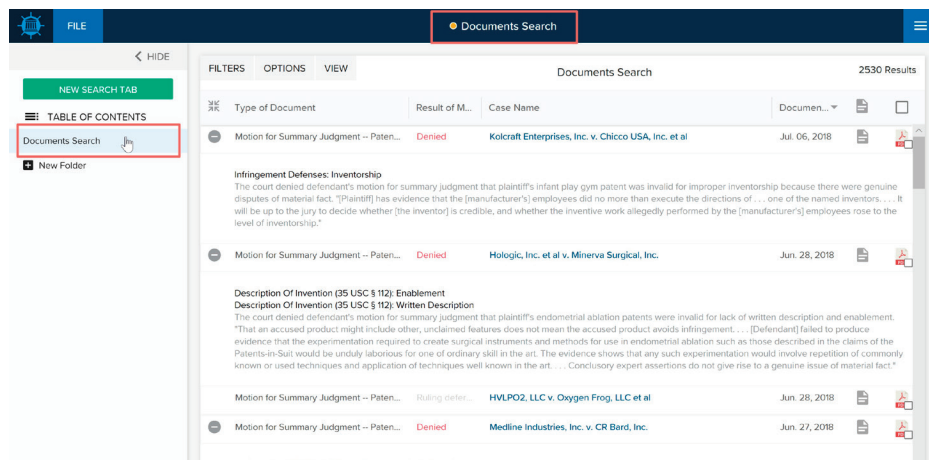 FILE
Documents Search
HIDE
NEW SEARCH TAB
TABLE OF CONTENTS
Documents Search
New Folder
FILTERS OPTIONS VIEW Documents Search 2530 Results
Type of Document Result of M... Case Name Documen...
Motion for Summary Judgment -- Paten... Denied Kolcraft Enterprises, Inc. v. Chicco USA, Inc. et al Jul. 06, 2018
Infringement Defenses: Inventorship
The court denied defendant's motion for summary judgment that plaintiff's infant play gym patent was invalid for improper inventorship because there were genuine
disputes of material fact. "[Plaintiff] has evidence that the [manufacturer's] employees did no more than execute the directions of . . . one of the named inventors. . . . It
will be up to the jury to decide whether [the inventor] is credible, and whether the inventive work allegedly performed by the [manufacturer's] employees rose to the
level of inventorship."
Motion for Summary Judgment -- Paten... Denied Hologic, Inc. et al v. Minerva Surgical, Inc. Jun. 28, 2018
Description Of Invention (35 USC § 112): Enablement
Description Of Invention (35 USC § 112): Written Description
The court denied defendant's motion for summary judgment that plaintiff's endometrial ablation patents were invalid for lack of written description and enablement.
"That an accused product might include other, unclaimed features does not mean the accused product avoids infringement. . . . [Defendant] failed to produce
evidence that the experimentation required to create surgical instruments and methods for use in endometrial ablation such as those described in the claims of the
Patents-in-Suit would be unduly laborious for one of ordinary skill in the art. The evidence shows that any such experimentation would involve repetition of commonly
known or used techniques and application of techniques well known in the art. . . . Conclusory expert assertions do not give rise to a genuine issue of material fact."
Motion for Summary Judgment -- Paten... Ruling defer... HVLPO2, LLC v. Oxygen Frog, LLC et al Jun. 28, 2018
Motion for Summary Judgment -- Paten... Denied Medline Industries, Inc. v. CR Bard, Inc. Jun. 27, 2018